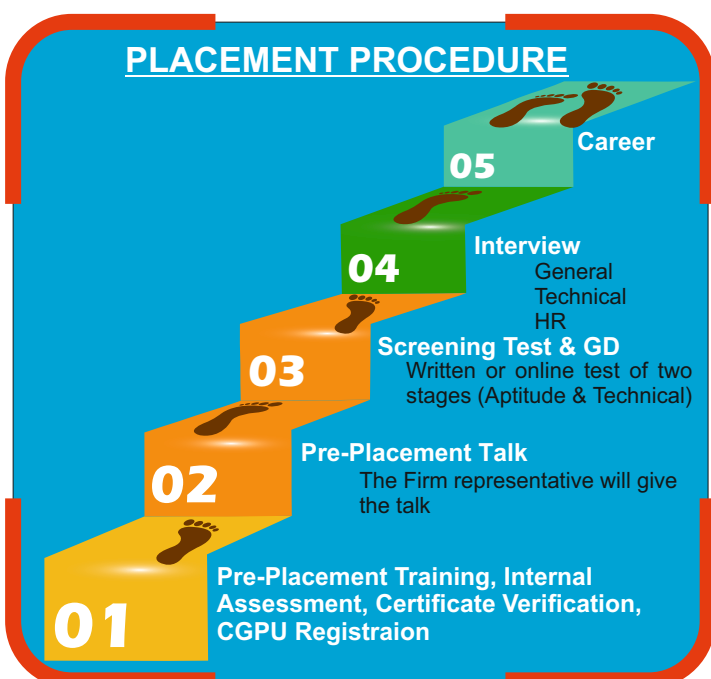 PLACEMENT PROCEDURE
Career
05
Interview
04
General
Technical
HR
Screening Test & GD
03
Written or online test of two
stages (Aptitude & Technical)
Pre-Placement Talk
02
The Firm representative will give
the talk
Pre-Placement Training, Internal
Assessment, Certificate Verification,
CGPU Registraion
01